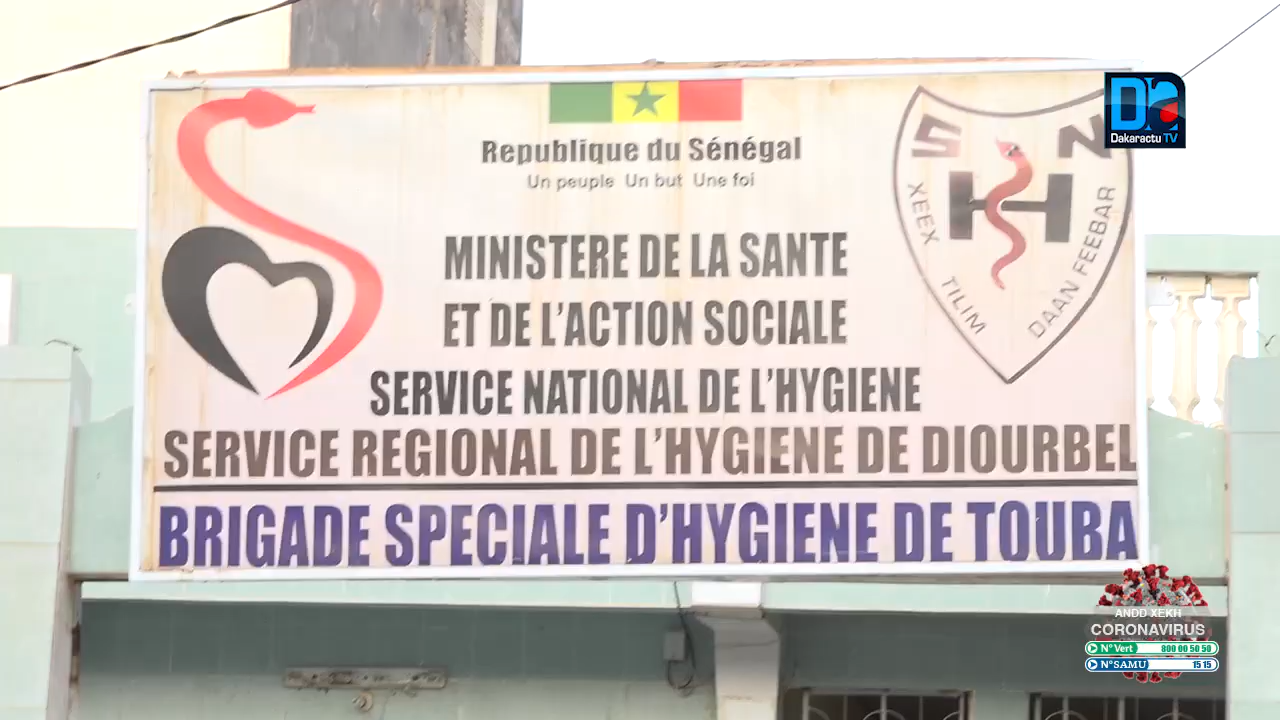 Republique du Sénégal
Un peuple Un but Une foi
MINISTERE DE LA SANTE
ET DE L'ACTION SOCIALE
SERVICE NATIONAL DE L'HYGIENE
SERVICE REGIONAL DE L'HYGIENE DE DIOURBEL
BRIGADE SPECIALE D'HYGIENE DE TOUBA
S N
H
XEEX TILIM DAAN FEEBAR
Dakaractu TV
ANDD XEKH
CORONAVIRUS
N° Vert 800 00 50 50
N° SAMU 15 15